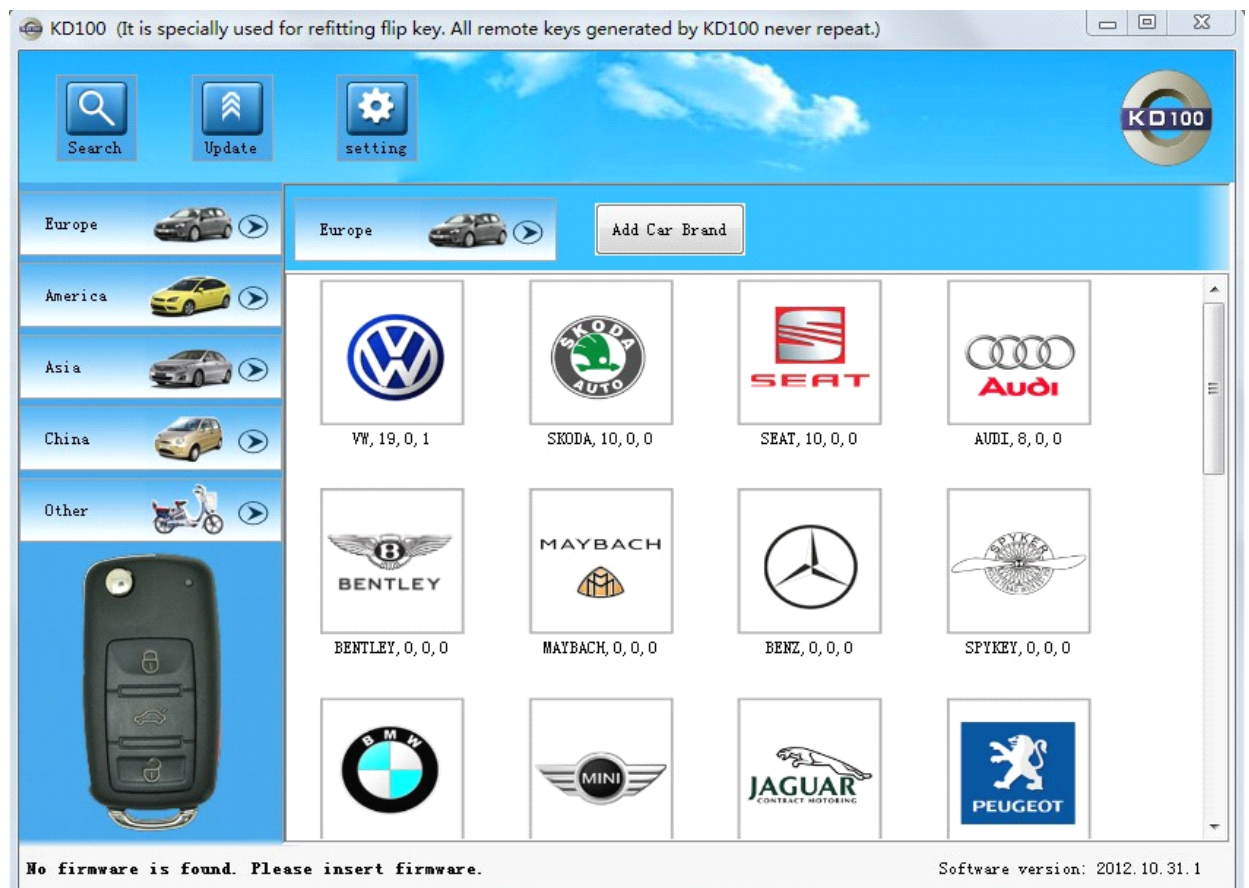 KD100 (It is specially used for refitting flip key. All remote keys generated by KD100 never repeat.)
Search
Update
setting
KD100
Europe
America
Asia
China
Other
Europe
Add Car Brand
VW
SKODA
AUTO
SEAT
Audi
VW, 19, 0, 1
SKODA, 10, 0, 0
SEAT, 10, 0, 0
AUDI, 8, 0, 0
B
BENTLEY
MAYBACH
SPYKER
BENTLEY, 0, 0, 0
MAYBACH, 0, 0, 0
BENZ, 0, 0, 0
SPYKEY, 0, 0, 0
BMW
MINI
JAGUAR
CONTRACT MOTORING
PEUGEOT
No firmware is found. Please insert firmware.
Software version: 2012.10.31.1